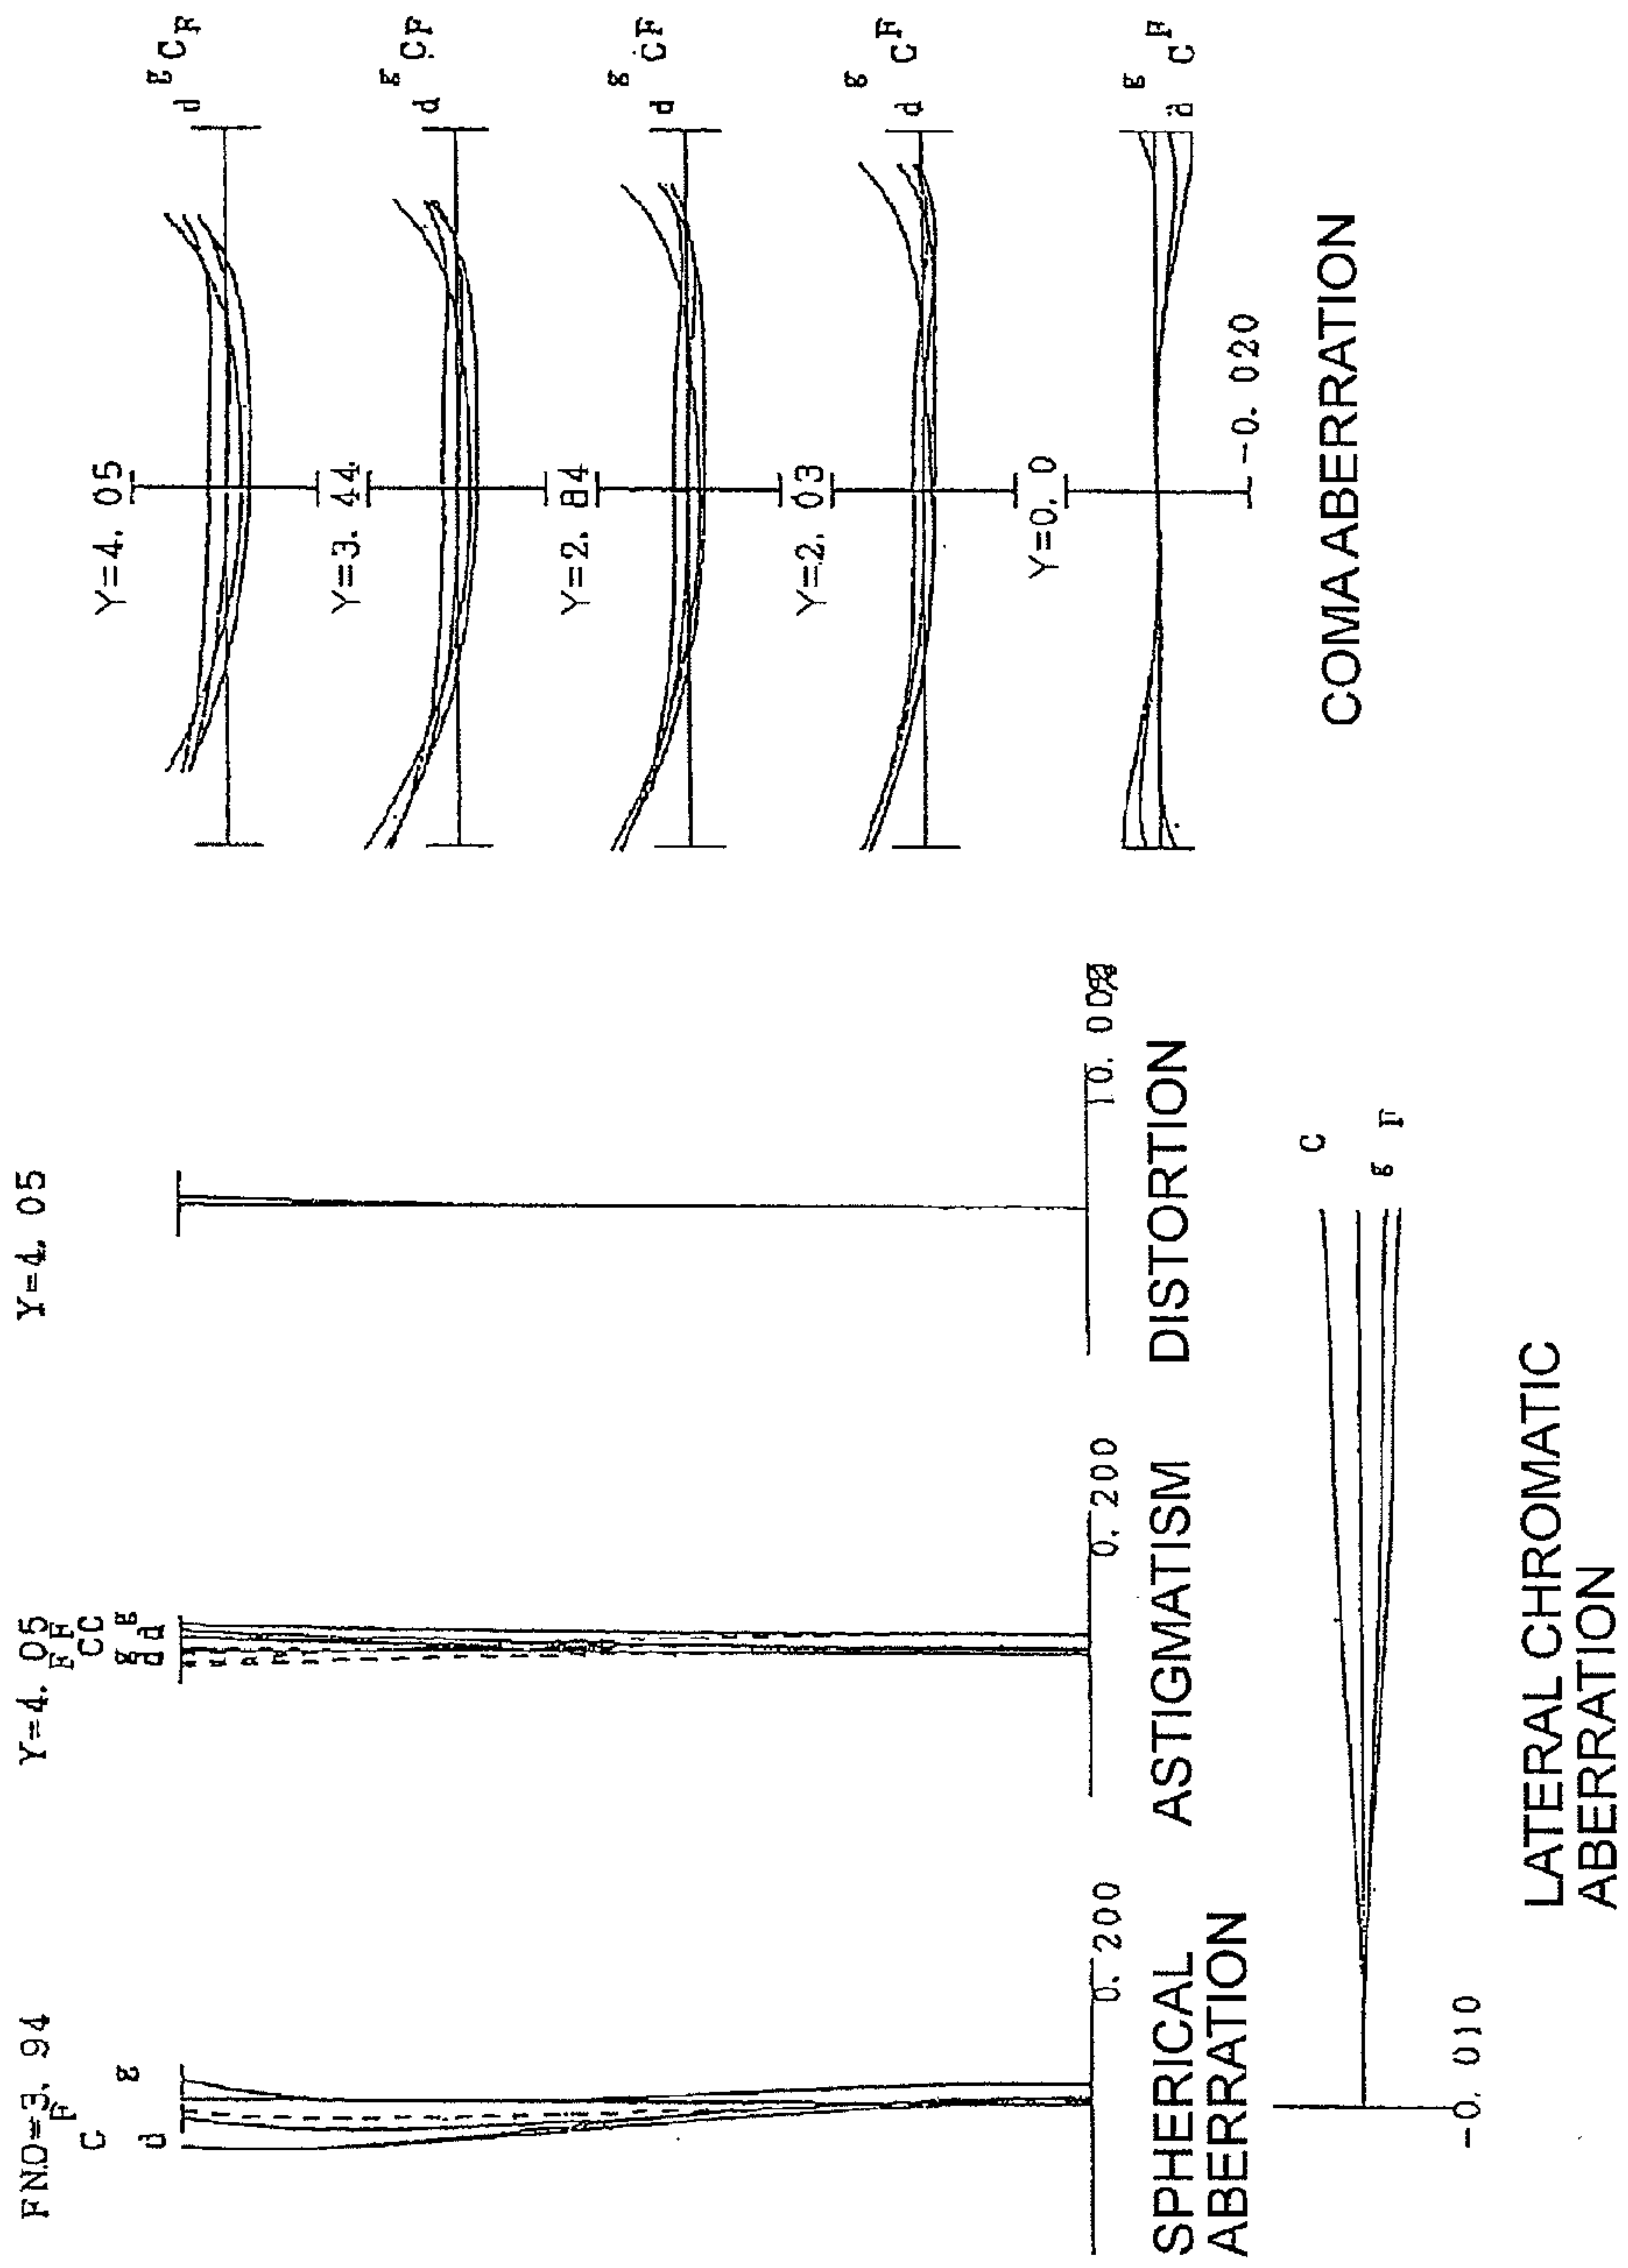 FNO=3. 94
F
C
g
d
0. 200
SPHERICAL
ABERRATION
Y=4. 05
F F
C C
g g
d d
0. 200
ASTIGMATISM
Y=4. 05
10. 00%
DISTORTION
Y=4. 05
d g C F
Y=3. 44
d g C F
Y=2. 84
d g C F
Y=2. 03
d g C F
Y=0. 0
d g C F
-0. 020
COMA ABERRATION
C
g F
-0. 010
LATERAL CHROMATIC
ABERRATION